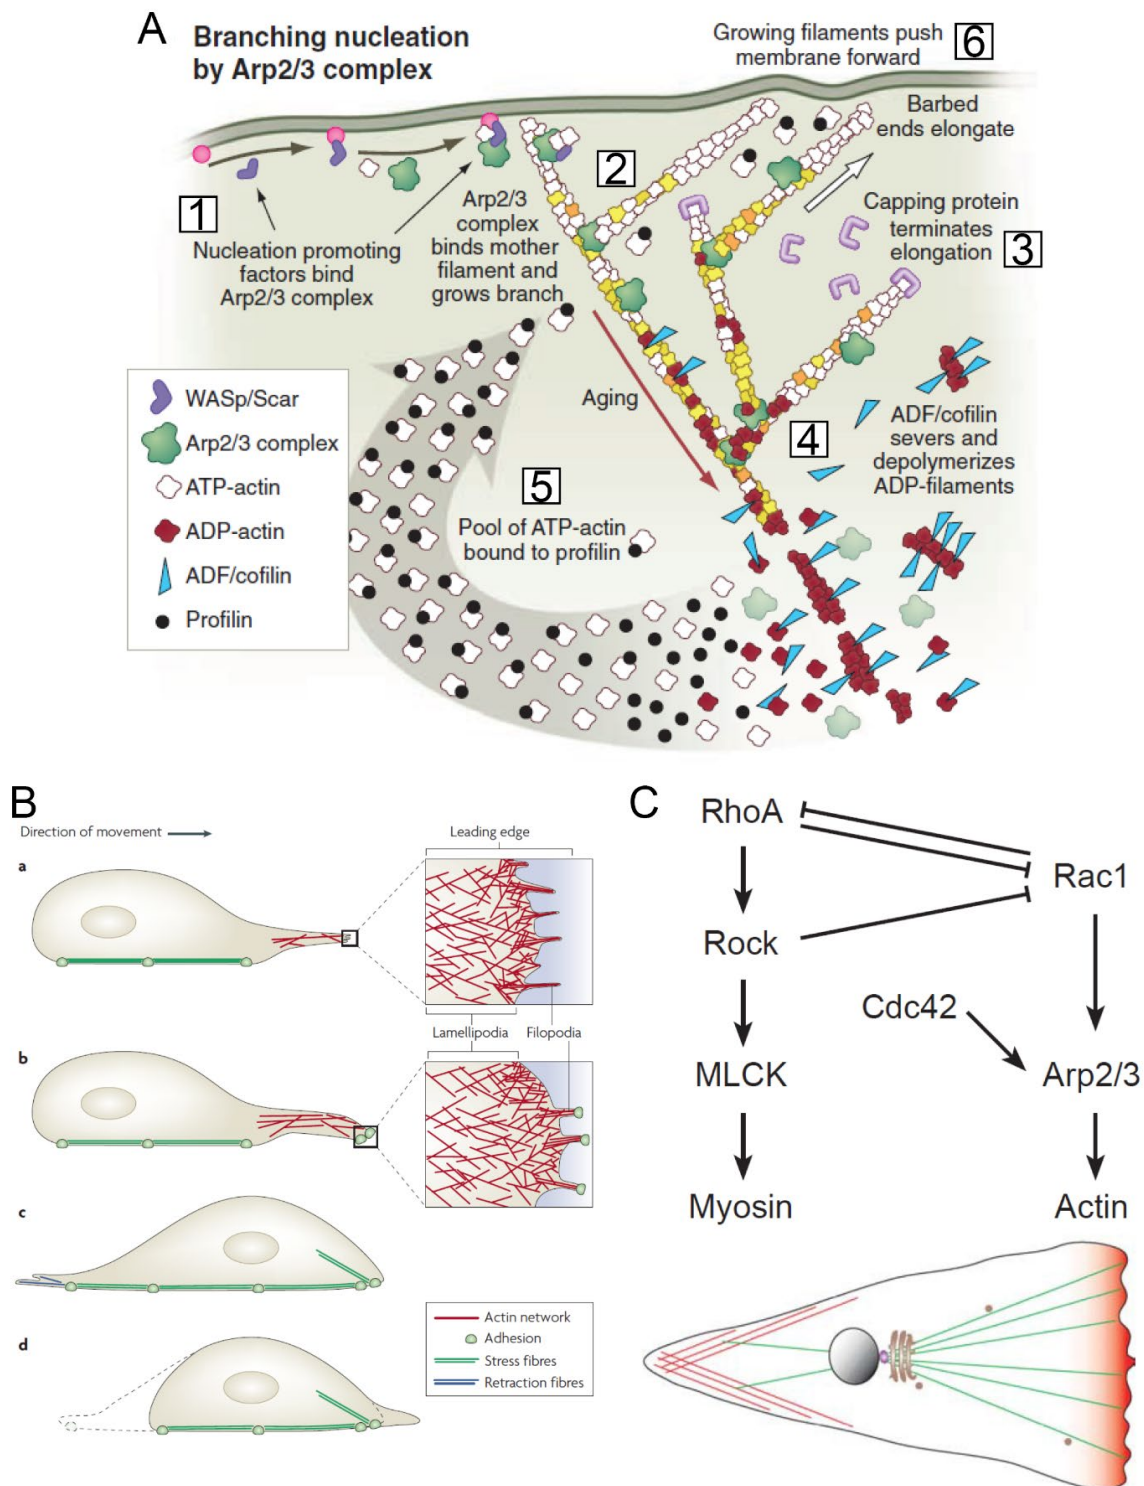 A
Branching nucleation
by Arp2/3 complex
Growing filaments push
membrane forward
6
Barbed
ends elongate
2
1
Nucleation promoting
factors bind
Arp2/3 complex
Arp2/3
complex
binds mother
filament and
grows branch
Capping protein
terminates
elongation
3
Aging
4
ADF/cofilin
severs and
depolymerizes
ADP-filaments
5
Pool of ATP-actin
bound to profilin
WASp/Scar
Arp2/3 complex
ATP-actin
ADP-actin
ADF/cofilin
Profilin
B
Direction of movement
Leading edge
a
Lamellipodia
Filopodia
b
c
d
Actin network
Adhesion
Stress fibres
Retraction fibres
C
RhoA
Rac1
Rock
Cdc42
MLCK
Arp2/3
Myosin
Actin